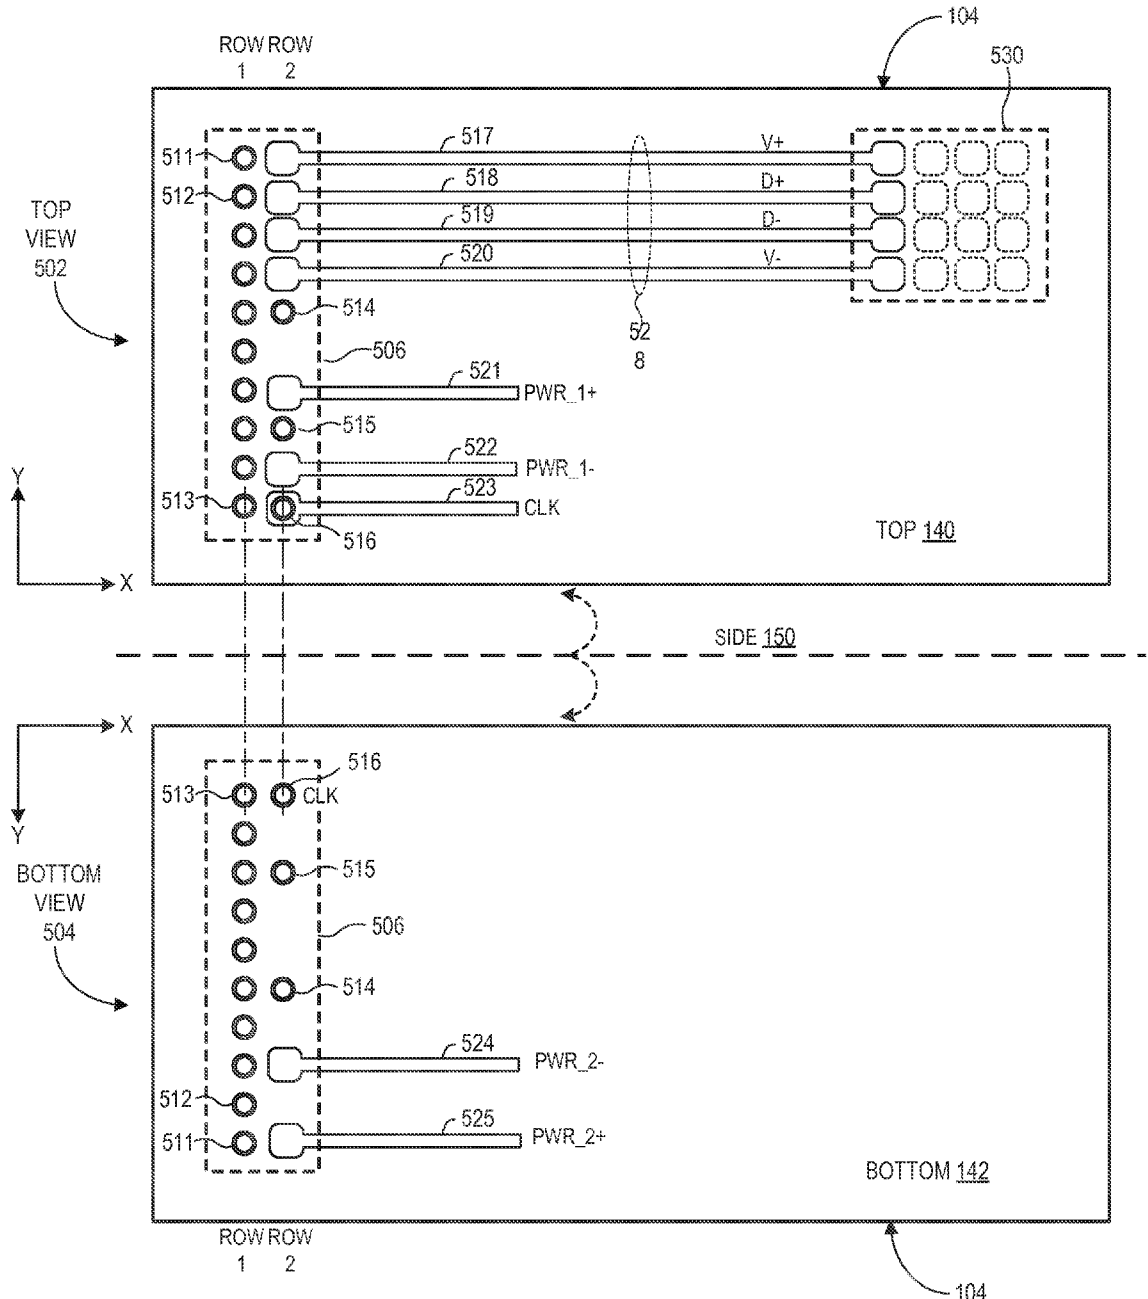 104
ROW ROW
1 2
530
511
517
V+
512
518
D+
TOP
VIEW
502
519
D-
520
V-
514
52
8
506
521
PWR_1+
515
522
PWR_1-
Y
513
523
CLK
516
TOP 140
X
SIDE 150
X
516
513
CLK
Y
515
BOTTOM
VIEW
504
506
514
524
PWR_2-
512
525
511
PWR_2+
BOTTOM 142
ROW ROW
1 2
104